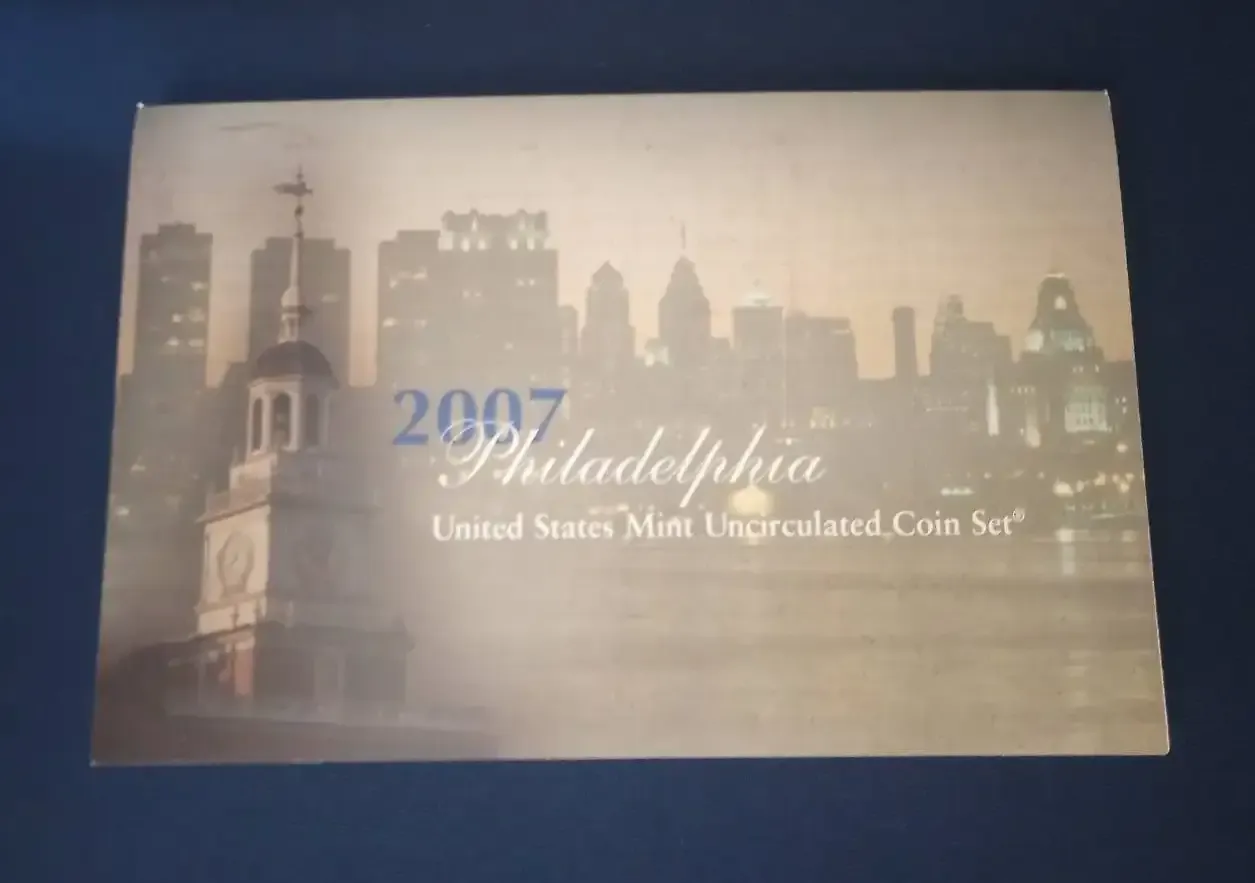 2007
Philadelphia
United States Mint Uncirculated Coin Set®